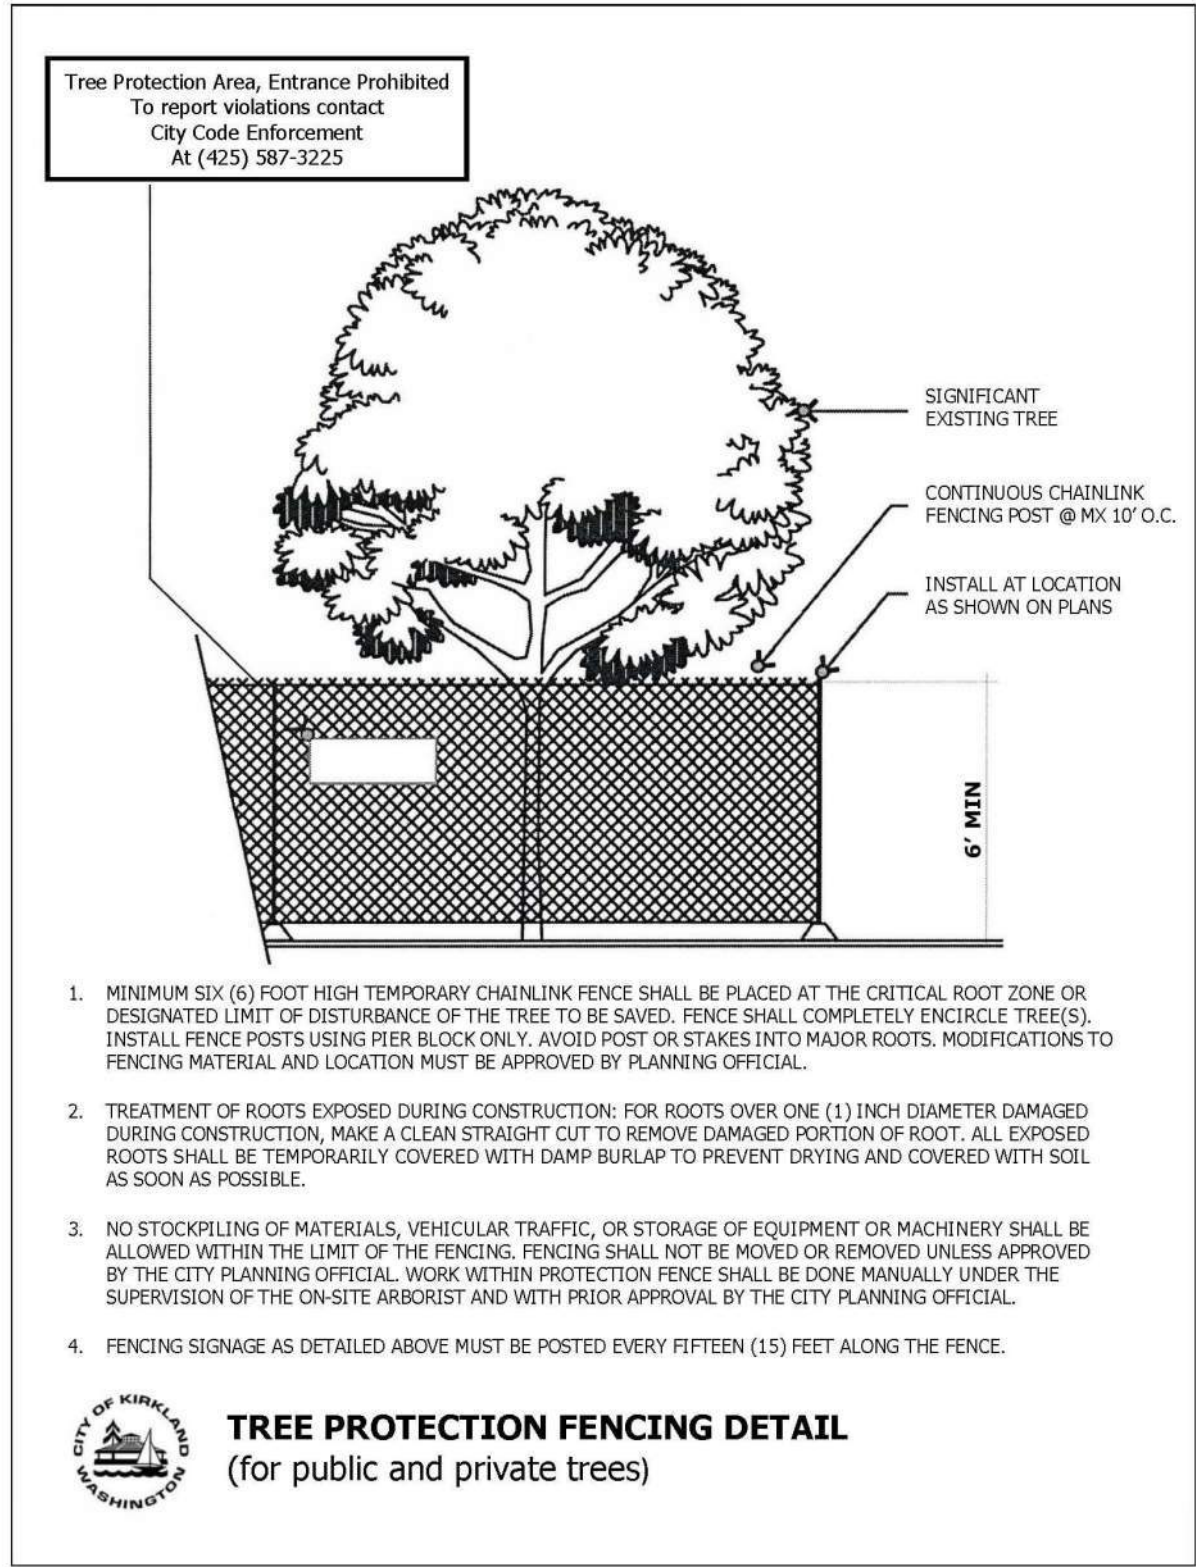 Tree Protection Area, Entrance Prohibited
To report violations contact
City Code Enforcement
At (425) 587-3225
SIGNIFICANT
EXISTING TREE
CONTINUOUS CHAINLINK
FENCING POST @ MX 10' O.C.
INSTALL AT LOCATION
AS SHOWN ON PLANS
6' MIN
1. MINIMUM SIX (6) FOOT HIGH TEMPORARY CHAINLINK FENCE SHALL BE PLACED AT THE CRITICAL ROOT ZONE OR
DESIGNATED LIMIT OF DISTURBANCE OF THE TREE TO BE SAVED. FENCE SHALL COMPLETELY ENCIRCLE TREE(S).
INSTALL FENCE POSTS USING PIER BLOCK ONLY. AVOID POST OR STAKES INTO MAJOR ROOTS. MODIFICATIONS TO
FENCING MATERIAL AND LOCATION MUST BE APPROVED BY PLANNING OFFICIAL.
2. TREATMENT OF ROOTS EXPOSED DURING CONSTRUCTION: FOR ROOTS OVER ONE (1) INCH DIAMETER DAMAGED
DURING CONSTRUCTION, MAKE A CLEAN STRAIGHT CUT TO REMOVE DAMAGED PORTION OF ROOT. ALL EXPOSED
ROOTS SHALL BE TEMPORARILY COVERED WITH DAMP BURLAP TO PREVENT DRYING AND COVERED WITH SOIL
AS SOON AS POSSIBLE.
3. NO STOCKPILING OF MATERIALS, VEHICULAR TRAFFIC, OR STORAGE OF EQUIPMENT OR MACHINERY SHALL BE
ALLOWED WITHIN THE LIMIT OF THE FENCING. FENCING SHALL NOT BE MOVED OR REMOVED UNLESS APPROVED
BY THE CITY PLANNING OFFICIAL. WORK WITHIN PROTECTION FENCE SHALL BE DONE MANUALLY UNDER THE
SUPERVISION OF THE ON-SITE ARBORIST AND WITH PRIOR APPROVAL BY THE CITY PLANNING OFFICIAL.
4. FENCING SIGNAGE AS DETAILED ABOVE MUST BE POSTED EVERY FIFTEEN (15) FEET ALONG THE FENCE.
CITY OF KIRKLAND
WASHINGTON
TREE PROTECTION FENCING DETAIL
(for public and private trees)